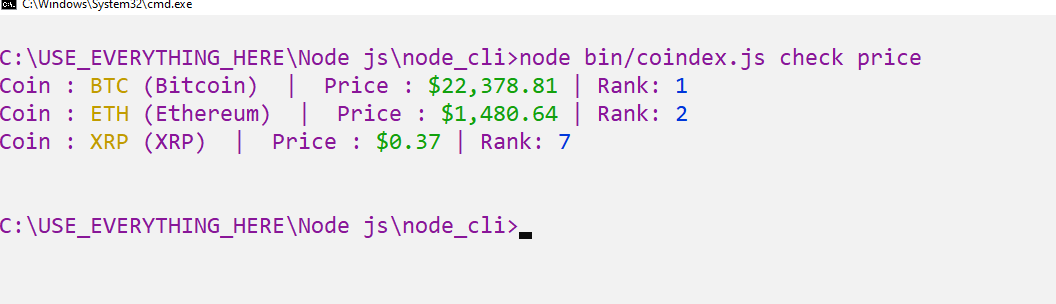 C:\Windows\System32\cmd.exe
C:\USE_EVERYTHING_HERE\Node js\node_cli>node bin/coindex.js check price
Coin : BTC (Bitcoin)  |  Price : $22,378.81 | Rank: 1
Coin : ETH (Ethereum)  |  Price : $1,480.64 | Rank: 2
Coin : XRP (XRP)  |  Price : $0.37 | Rank: 7
C:\USE_EVERYTHING_HERE\Node js\node_cli>